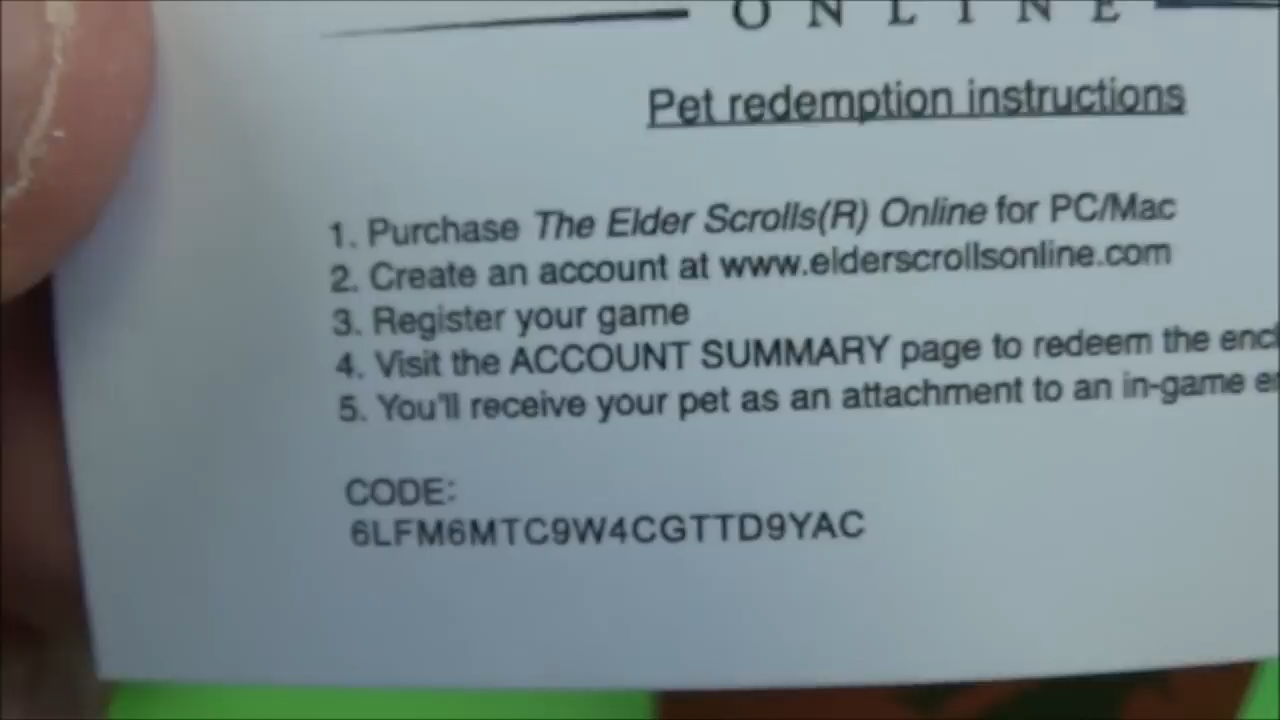 ONLINE
Pet redemption instructions
1. Purchase The Elder Scrolls(R) Online for PC/Mac
2. Create an account at www.elderscrollsonline.com
3. Register your game
4. Visit the ACCOUNT SUMMARY page to redeem the
5. You'll receive your pet as an attachment to an in-game
CODE:
6LFM6MTC9W4CGTTD9YAC